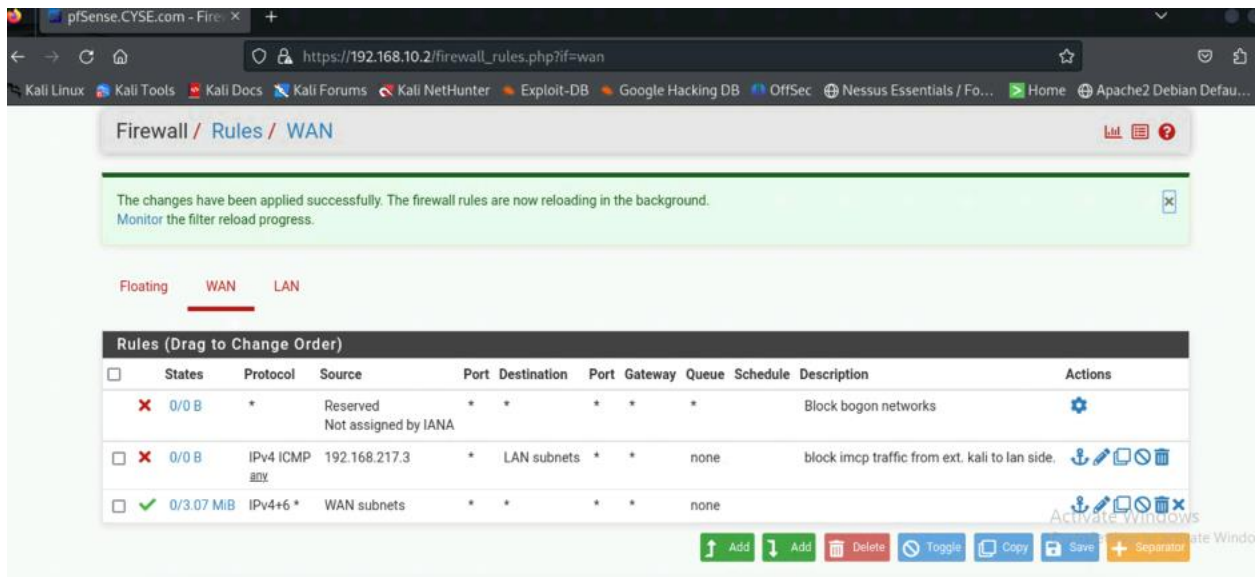 pfSense.CYSE.com - Fire
https://192.168.10.2/firewall_rules.php?if=wan
Kali Linux Kali Tools Kali Docs Kali Forums Kali NetHunter Exploit-DB Google Hacking DB OffSec Nessus Essentials / Fo... Home Apache2 Debian Defau...
Firewall / Rules / WAN
The changes have been applied successfully. The firewall rules are now reloading in the background.
Monitor the filter reload progress.
Floating WAN LAN
Rules (Drag to Change Order)
States Protocol Source Port Destination Port Gateway Queue Schedule Description Actions
0/0 B * Reserved * * * * * Block bogon networks
Not assigned by IANA
0/0 B IPv4 ICMP 192.168.217.3 * LAN subnets * * none block imcp traffic from ext. kali to lan side.
any
0/3.07 MiB IPv4+6 * WAN subnets * * * * none
Activate Windows
Add Add Delete Toggle Copy Save Separator